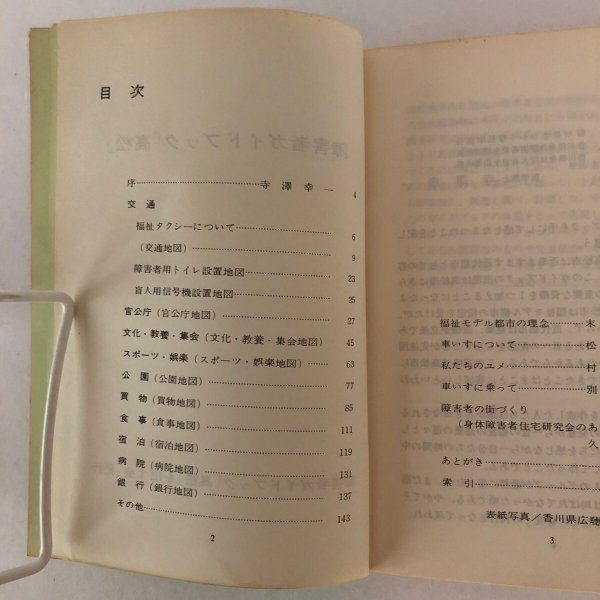 目次
序……………………寺澤幸一 4
交通
福祉タクシーについて…………………… 6
(交通地図)…………………… 9
障害者用トイレ設置地図…………………… 23
盲人用信号機設置地図…………………… 25
官公庁(官公庁地図)…………………… 27
文化・教養・集会(文化・教養・集会地図) 45
スポーツ・娯楽(スポーツ・娯楽地図)…… 63
公園(公園地図)…………………… 77
買物(買物地図)…………………… 85
食事(食事地図)…………………… 111
宿泊(宿泊地図)…………………… 119
病院(病院地図)…………………… 131
銀行(銀行地図)…………………… 137
その他…………………… 143
2
福祉モデル都市の理念……末
車いすについて……松
私たちのユメ……村
車いすに乗って……別
障害者の街づくり
(身体障害者住宅研究会のあ
久
あとがき……
索引……
表紙写真/香川県広聴
3